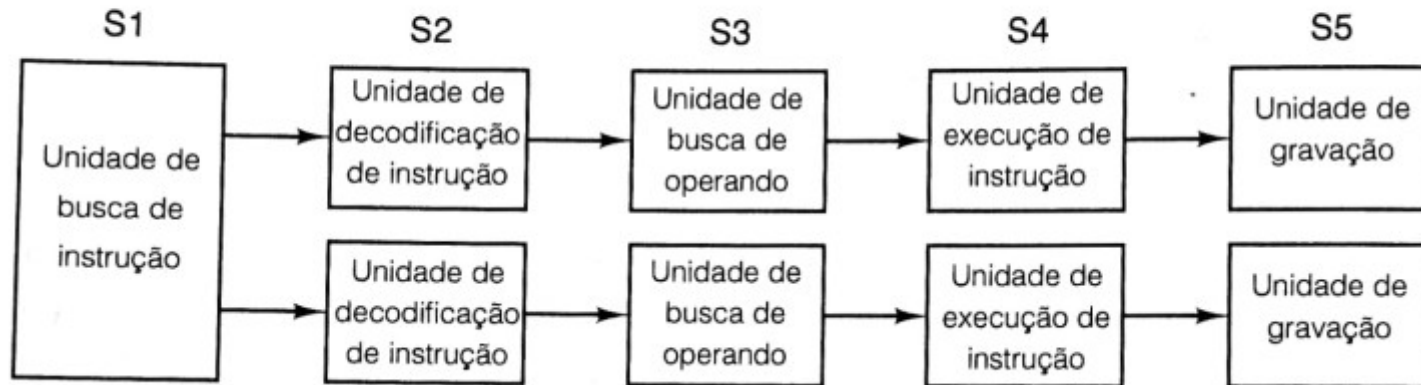 S1
S2
S3
S4
S5
Unidade de
busca de
instrução
Unidade de
decodificação
de instrução
Unidade de
busca de
operando
Unidade de
execução de
instrução
Unidade de
gravação
Unidade de
decodificação
de instrução
Unidade de
busca de
operando
Unidade de
execução de
instrução
Unidade de
gravação